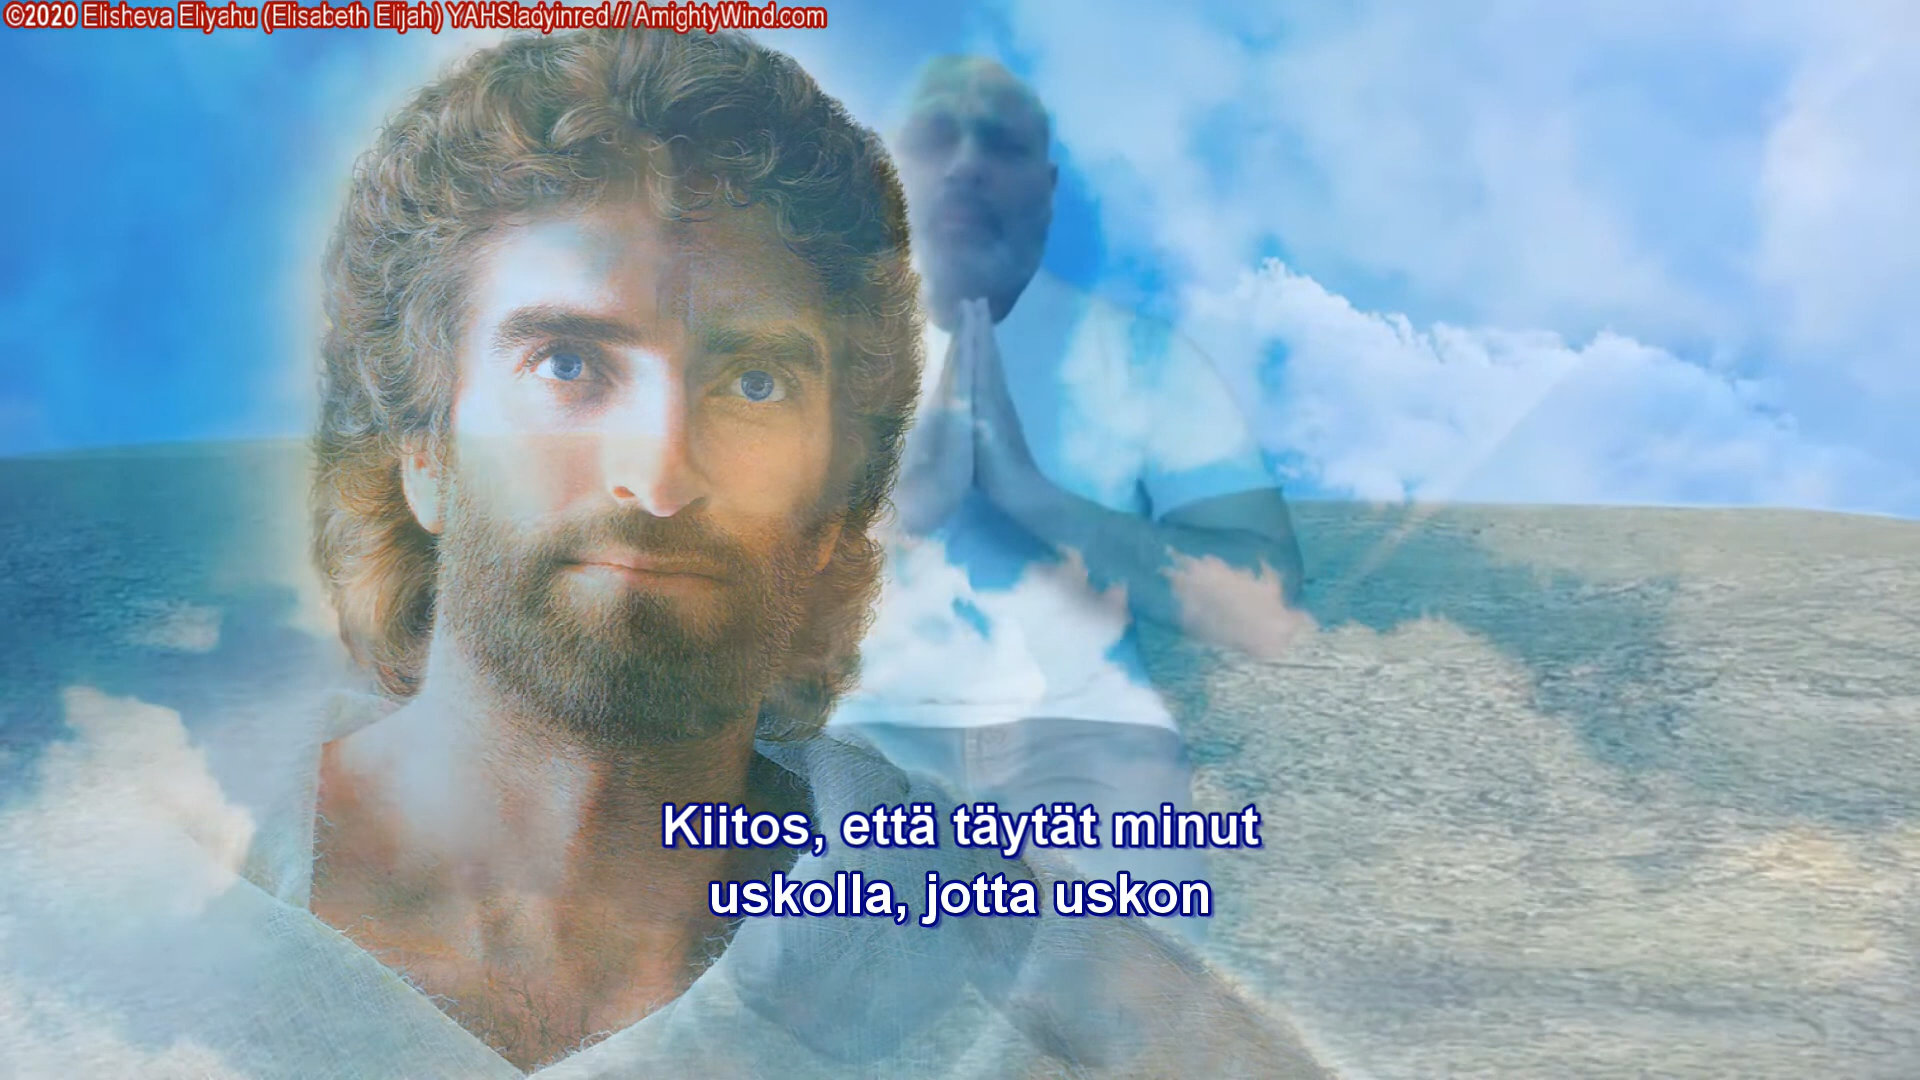 ©2020 Elisheva Eliyahu (Elisabeth Elijah) YAHSladyinred // AmightyWind.com
Kiitos, että täytät minut
uskolla, jotta uskon